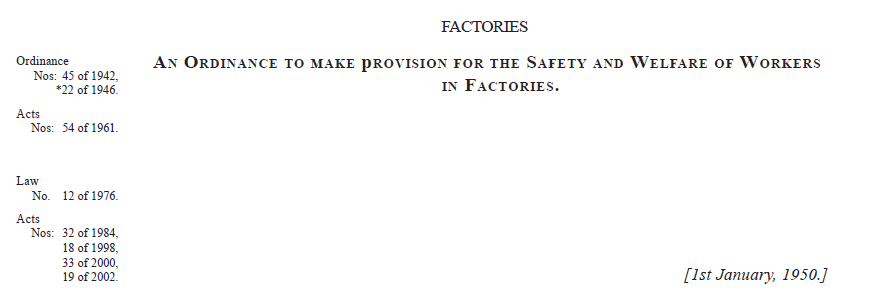 FACTORIES
Ordinance
Nos: 45 of 1942,
*22 of 1946.
Acts
Nos: 54 of 1961.
Law
No. 12 of 1976.
Acts
Nos: 32 of 1984,
18 of 1998,
33 of 2000,
19 of 2002.
An Ordinance to make provision for the Safety and Welfare of Workers
in Factories.
[1st January, 1950.]